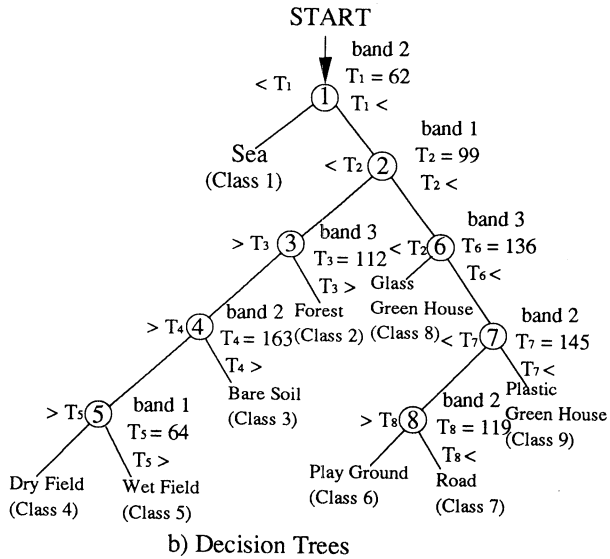 START
band 2
< T1
T1 = 62
1
T1 <
Sea
(Class 1)
band 1
< T2
2
T2 = 99
T2 <
band 3
> T3
3
T3 = 112
T3 >
band 3
< T2
6
T6 = 136
T6 <
Forest
(Class 2)
Glass
Green House
(Class 8)
band 2
> T4
4
T4 = 163
T4 >
Bare Soil
(Class 3)
band 2
< T7
7
T7 = 145
T7 <
Plastic
Green House
(Class 9)
band 1
> T5
5
T5 = 64
T5 >
Dry Field
(Class 4)
Wet Field
(Class 5)
band 2
> T8
8
T8 = 119
T8 <
Play Ground
(Class 6)
Road
(Class 7)
b) Decision Trees